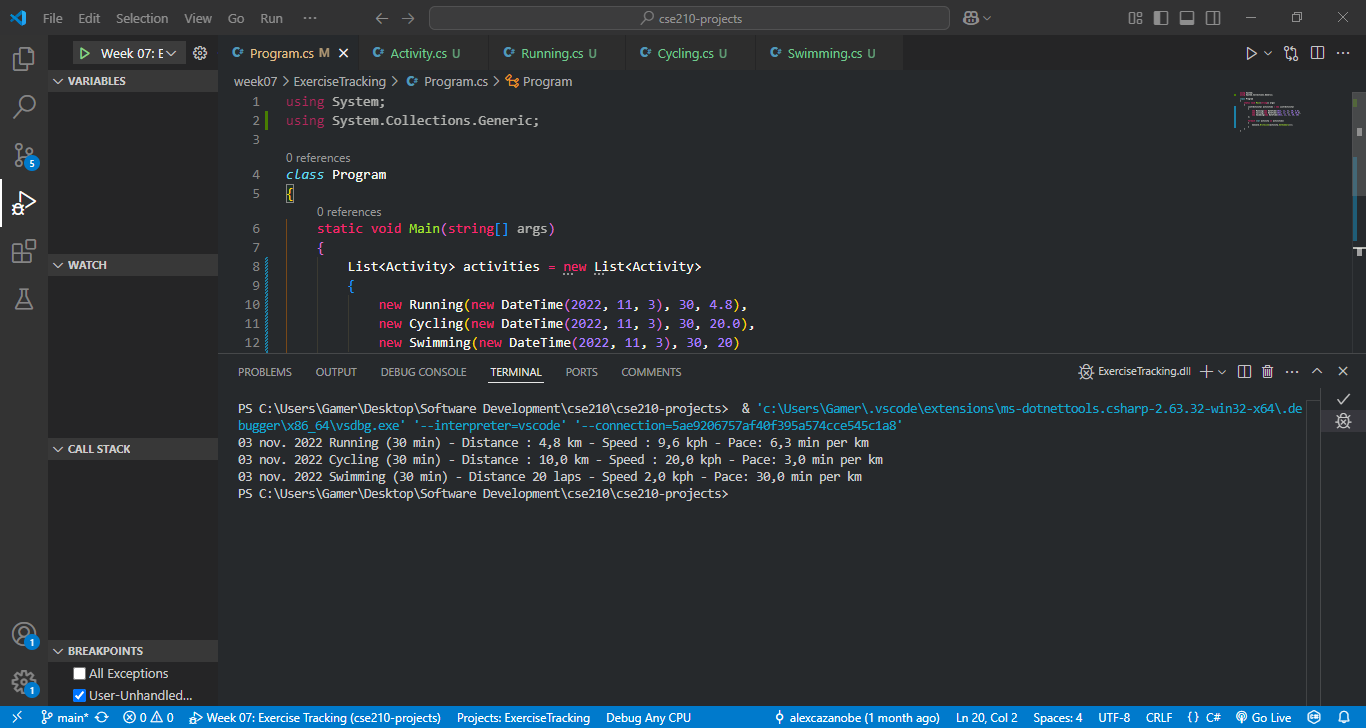 File Edit Selection View Go Run ··· cse210-projects
Week 07: E
Program.cs M Activity.cs U Running.cs U Cycling.cs U Swimming.cs U
VARIABLES
week07 > ExerciseTracking > Program.cs > Program
1 using System;
2 using System.Collections.Generic;
3
0 references
4 class Program
5 {
0 references
6 static void Main(string[] args)
7 {
8 List<Activity> activities = new List<Activity>
9 {
10 new Running(new DateTime(2022, 11, 3), 30, 4.8),
11 new Cycling(new DateTime(2022, 11, 3), 30, 20.0),
12 new Swimming(new DateTime(2022, 11, 3), 30, 20)
WATCH
CALL STACK
BREAKPOINTS
All Exceptions
User-Unhandled...
5
1
1
PROBLEMS OUTPUT DEBUG CONSOLE TERMINAL PORTS COMMENTS ExerciseTracking.dll
PS C:\Users\Gamer\Desktop\Software Development\cse210\cse210-projects> & 'c:\Users\Gamer\.vscode\extensions\ms-dotnettools.csharp-2.63.32-win32-x64\.de
bugger\x86_64\vsdbg.exe' '--interpreter=vscode' '--connection=5ae9206757af40f395a574cce545c1a8'
03 nov. 2022 Running (30 min) - Distance : 4,8 km - Speed : 9,6 kph - Pace: 6,3 min per km
03 nov. 2022 Cycling (30 min) - Distance : 10,0 km - Speed : 20,0 kph - Pace: 3,0 min per km
03 nov. 2022 Swimming (30 min) - Distance 20 laps - Speed 2,0 kph - Pace: 30,0 min per km
PS C:\Users\Gamer\Desktop\Software Development\cse210\cse210-projects>
main* 0 0 Week 07: Exercise Tracking (cse210-projects) Projects: ExerciseTracking Debug Any CPU alexcazanobe (1 month ago) Ln 20, Col 2 Spaces: 4 UTF-8 CRLF {} C# Go Live